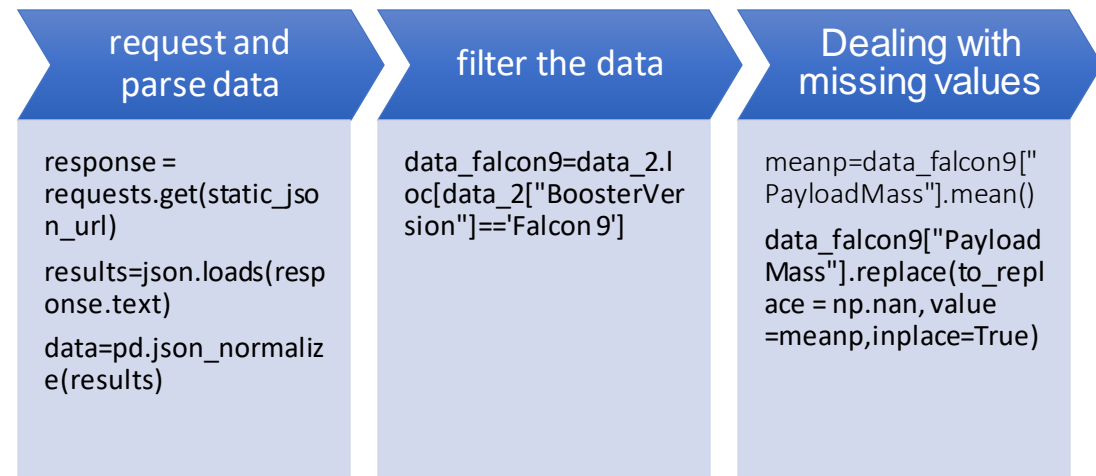 request and
parse data
response =
requests.get(static_jso
n_url)
results=json.loads(resp
onse.text)
data=pd.json_normaliz
e(results)
filter the data
data_falcon9=data_2.l
oc[data_2["BoosterVer
sion"]=='Falcon 9']
Dealing with
missing values
meanp=data_falcon9["
PayloadMass"].mean()
data_falcon9["Payload
Mass"].replace(to_repl
ace = np.nan, value
=meanp,inplace=True)